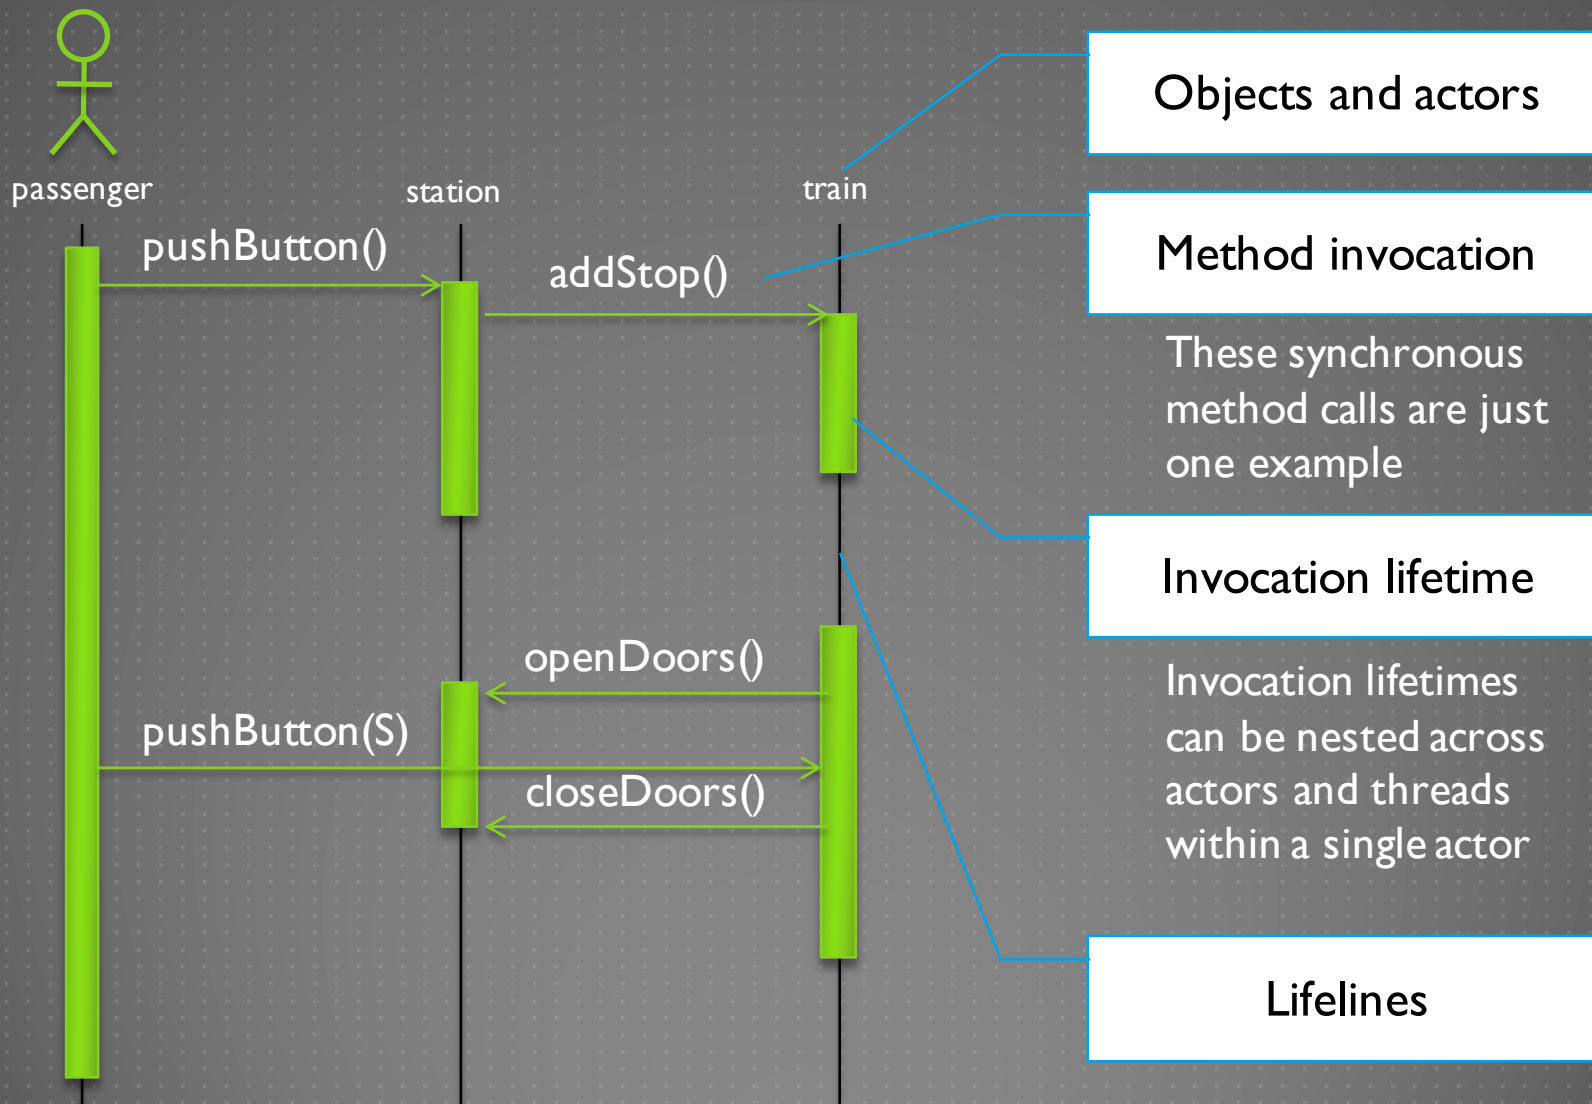 passenger
station
train
pushButton()
addStop()
openDoors()
pushButton(S)
closeDoors()
Objects and actors
Method invocation
These synchronous
method calls are just
one example
Invocation lifetime
Invocation lifetimes
can be nested across
actors and threads
within a single actor
Lifelines